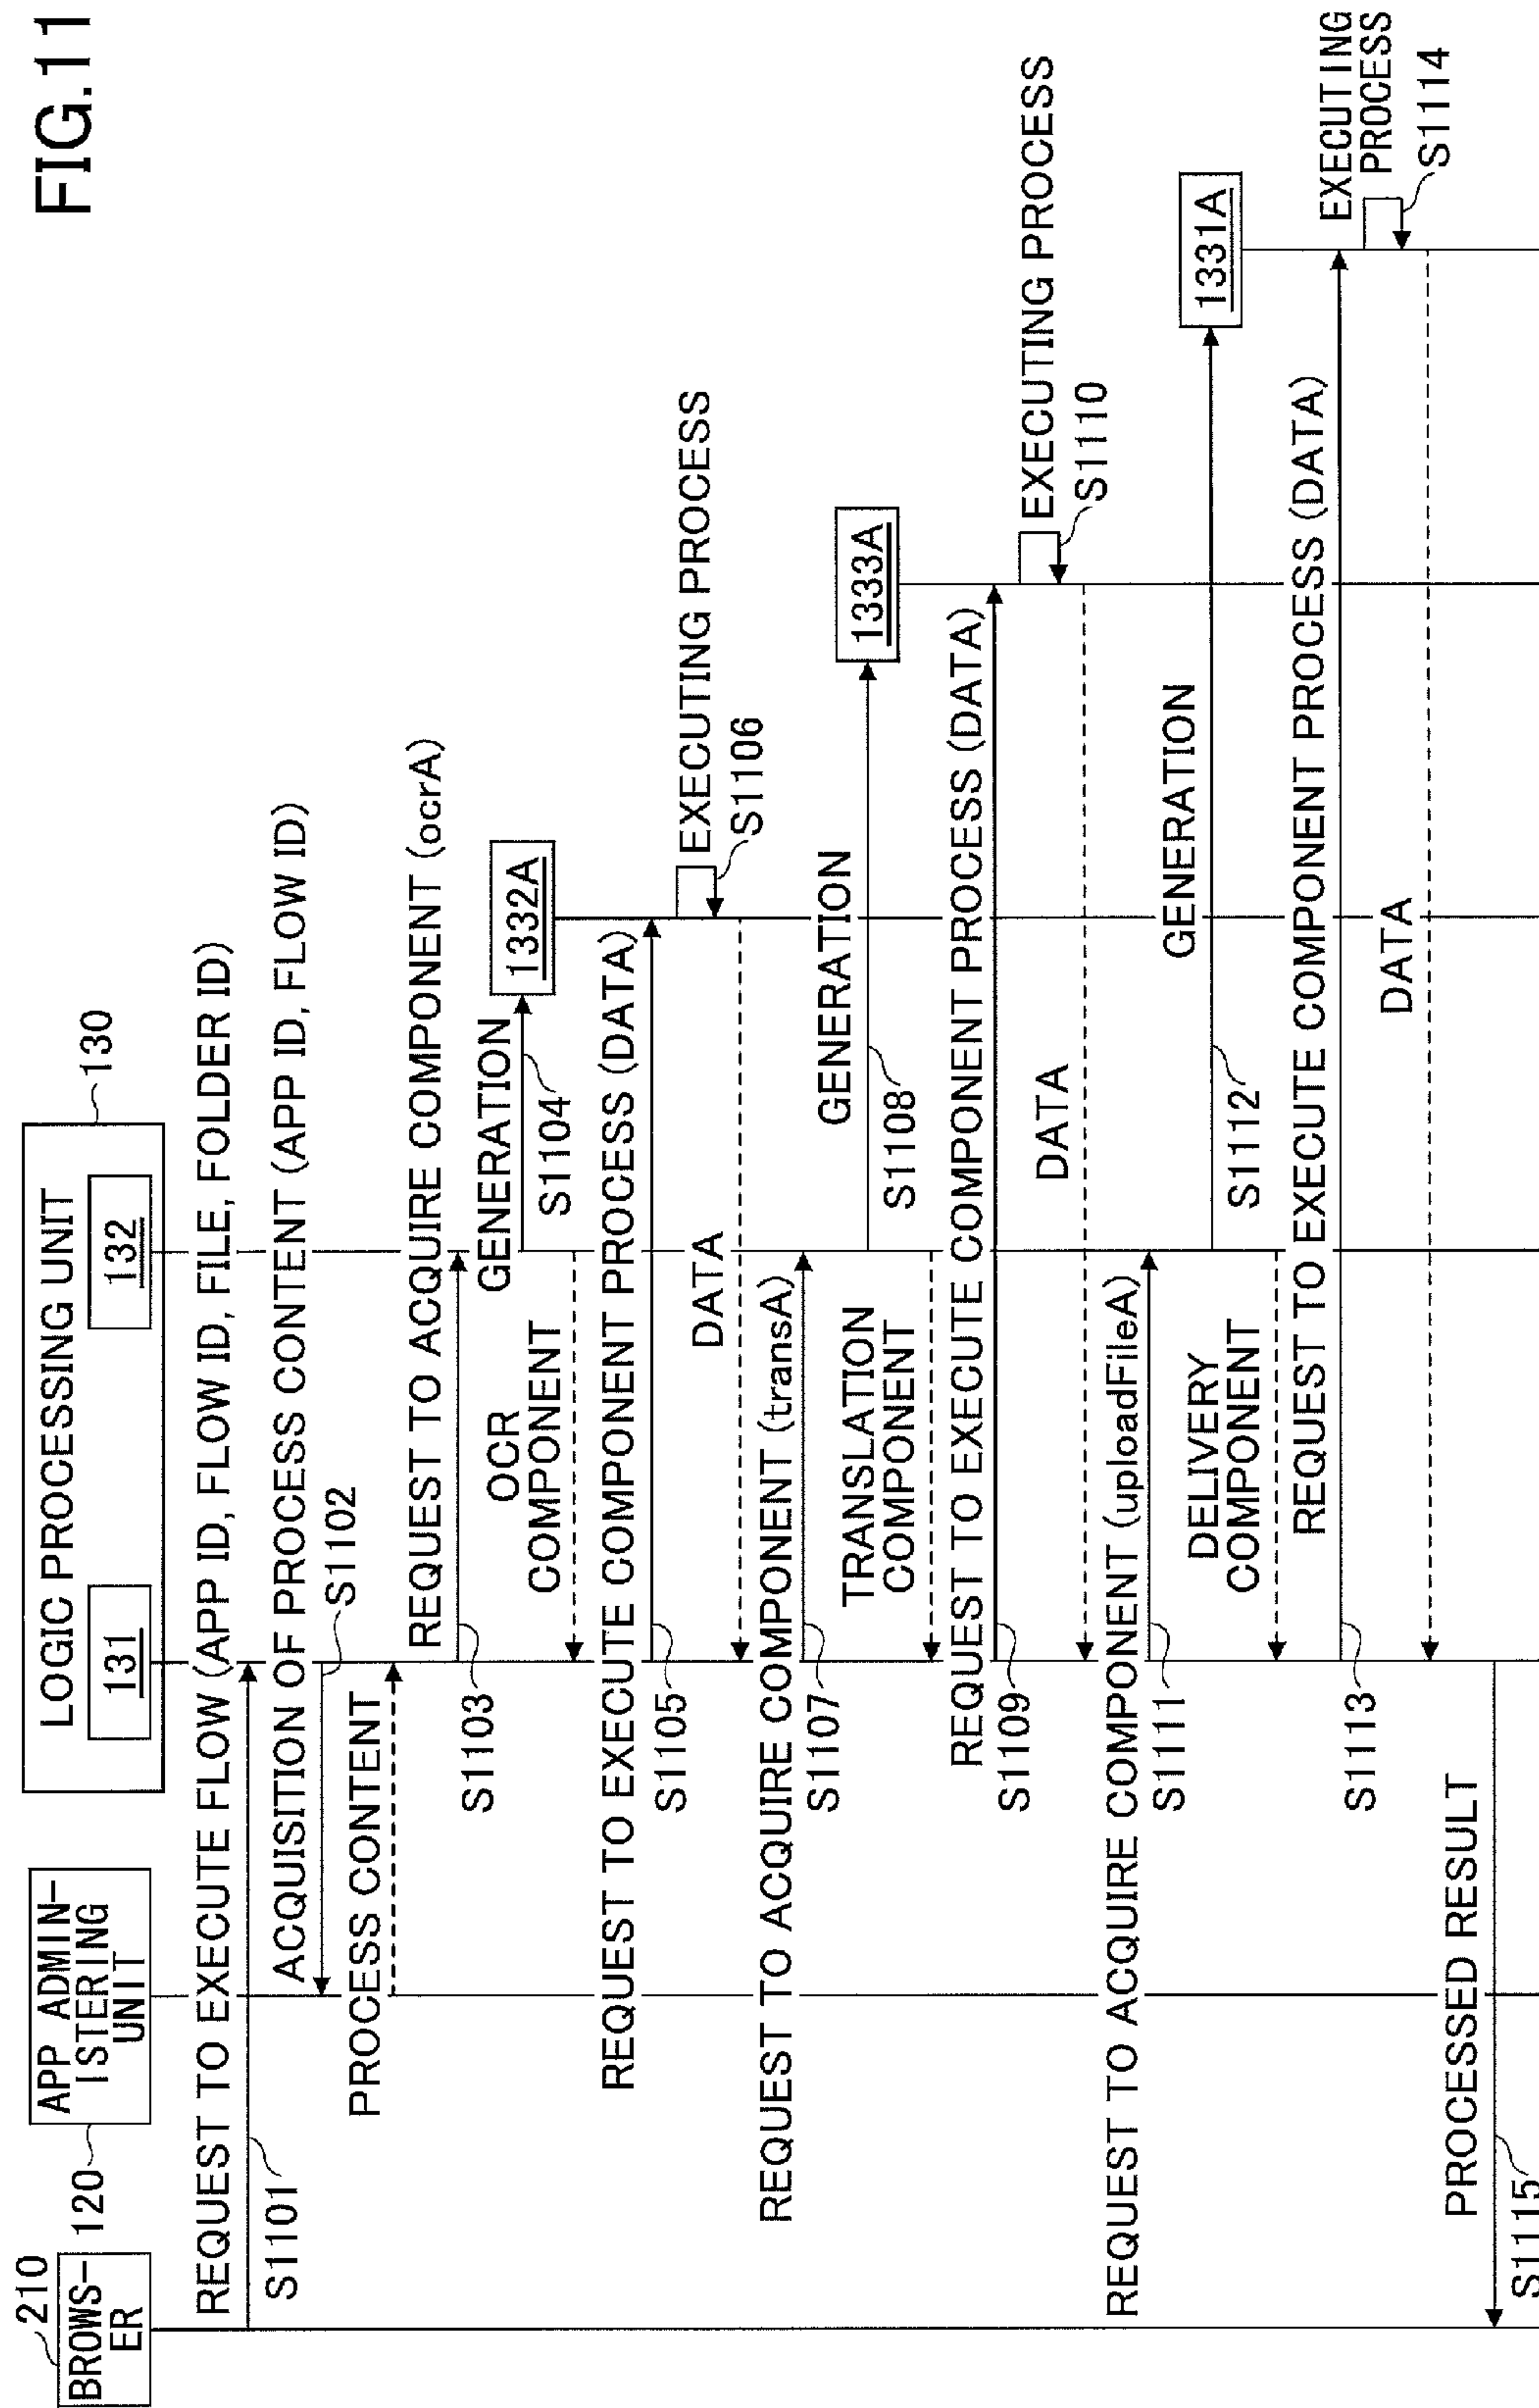 FIG.11
210
BROWS-
ER
120
APP ADMIN-
ISTERING
UNIT
LOGIC PROCESSING UNIT
130
131
132
REQUEST TO EXECUTE FLOW (APP ID, FLOW ID, FILE, FOLDER ID)
S1101
ACQUISITION OF PROCESS CONTENT (APP ID, FLOW ID)
S1102
PROCESS CONTENT
REQUEST TO ACQUIRE COMPONENT (ocrA)
S1103
GENERATION
1332A
S1104
OCR
COMPONENT
REQUEST TO EXECUTE COMPONENT PROCESS (DATA)
S1105
EXECUTING PROCESS
S1106
DATA
REQUEST TO ACQUIRE COMPONENT (transA)
S1107
GENERATION
1333A
S1108
TRANSLATION
COMPONENT
REQUEST TO EXECUTE COMPONENT PROCESS (DATA)
S1109
EXECUTING PROCESS
S1110
DATA
REQUEST TO ACQUIRE COMPONENT (uploadFileA)
S1111
GENERATION
1331A
S1112
DELIVERY
COMPONENT
REQUEST TO EXECUTE COMPONENT PROCESS (DATA)
S1113
EXECUTING
PROCESS
S1114
DATA
PROCESSED RESULT
S1115